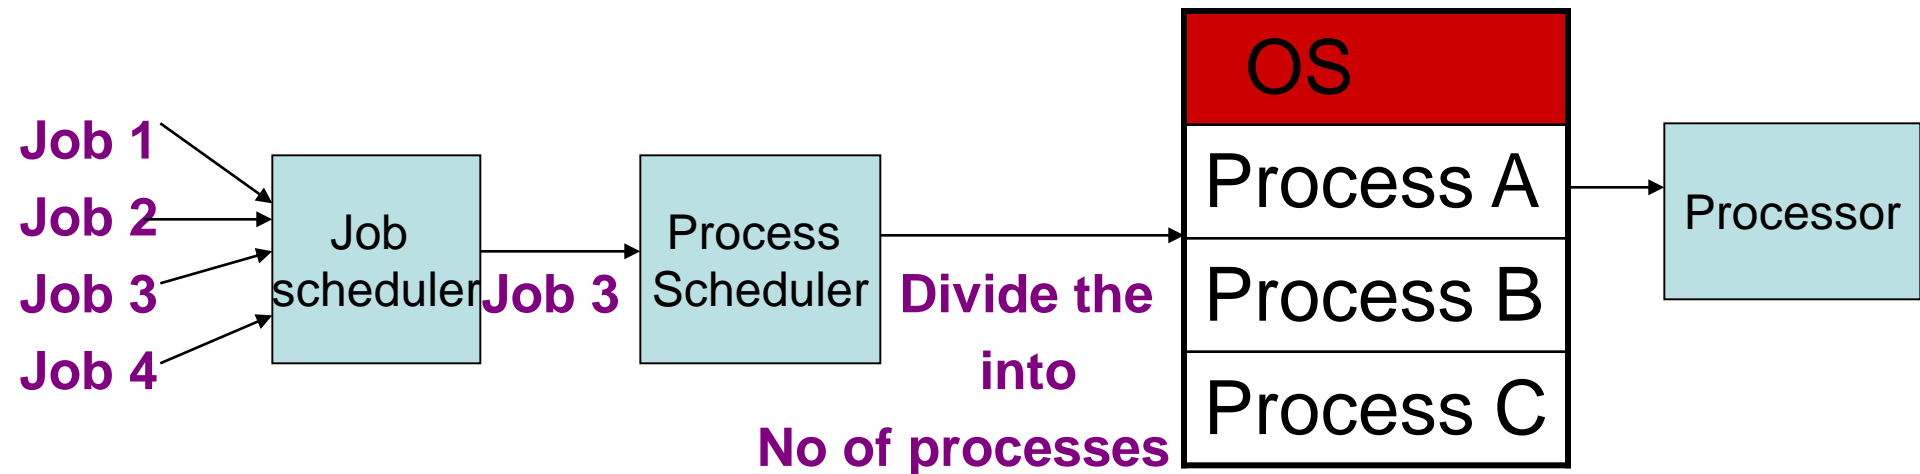 Job 1
Job 2
Job 3
Job 4
Job
scheduler
Job 3
Process
Scheduler
Divide the
into
No of processes
OS
Process A
Process B
Process C
Processor